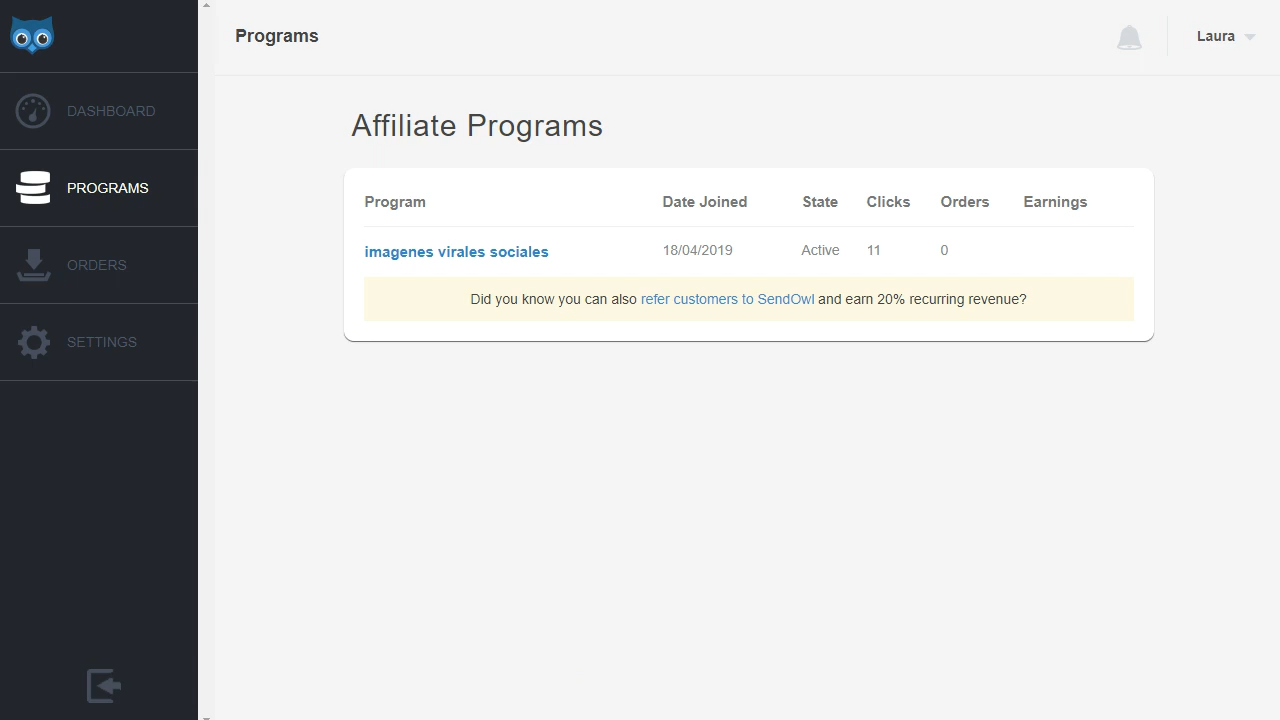 Programs
Laura
DASHBOARD
PROGRAMS
ORDERS
SETTINGS
Affiliate Programs
Program Date Joined State Clicks Orders Earnings
imagenes virales sociales 18/04/2019 Active 11 0
Did you know you can also refer customers to SendOwl and earn 20% recurring revenue?